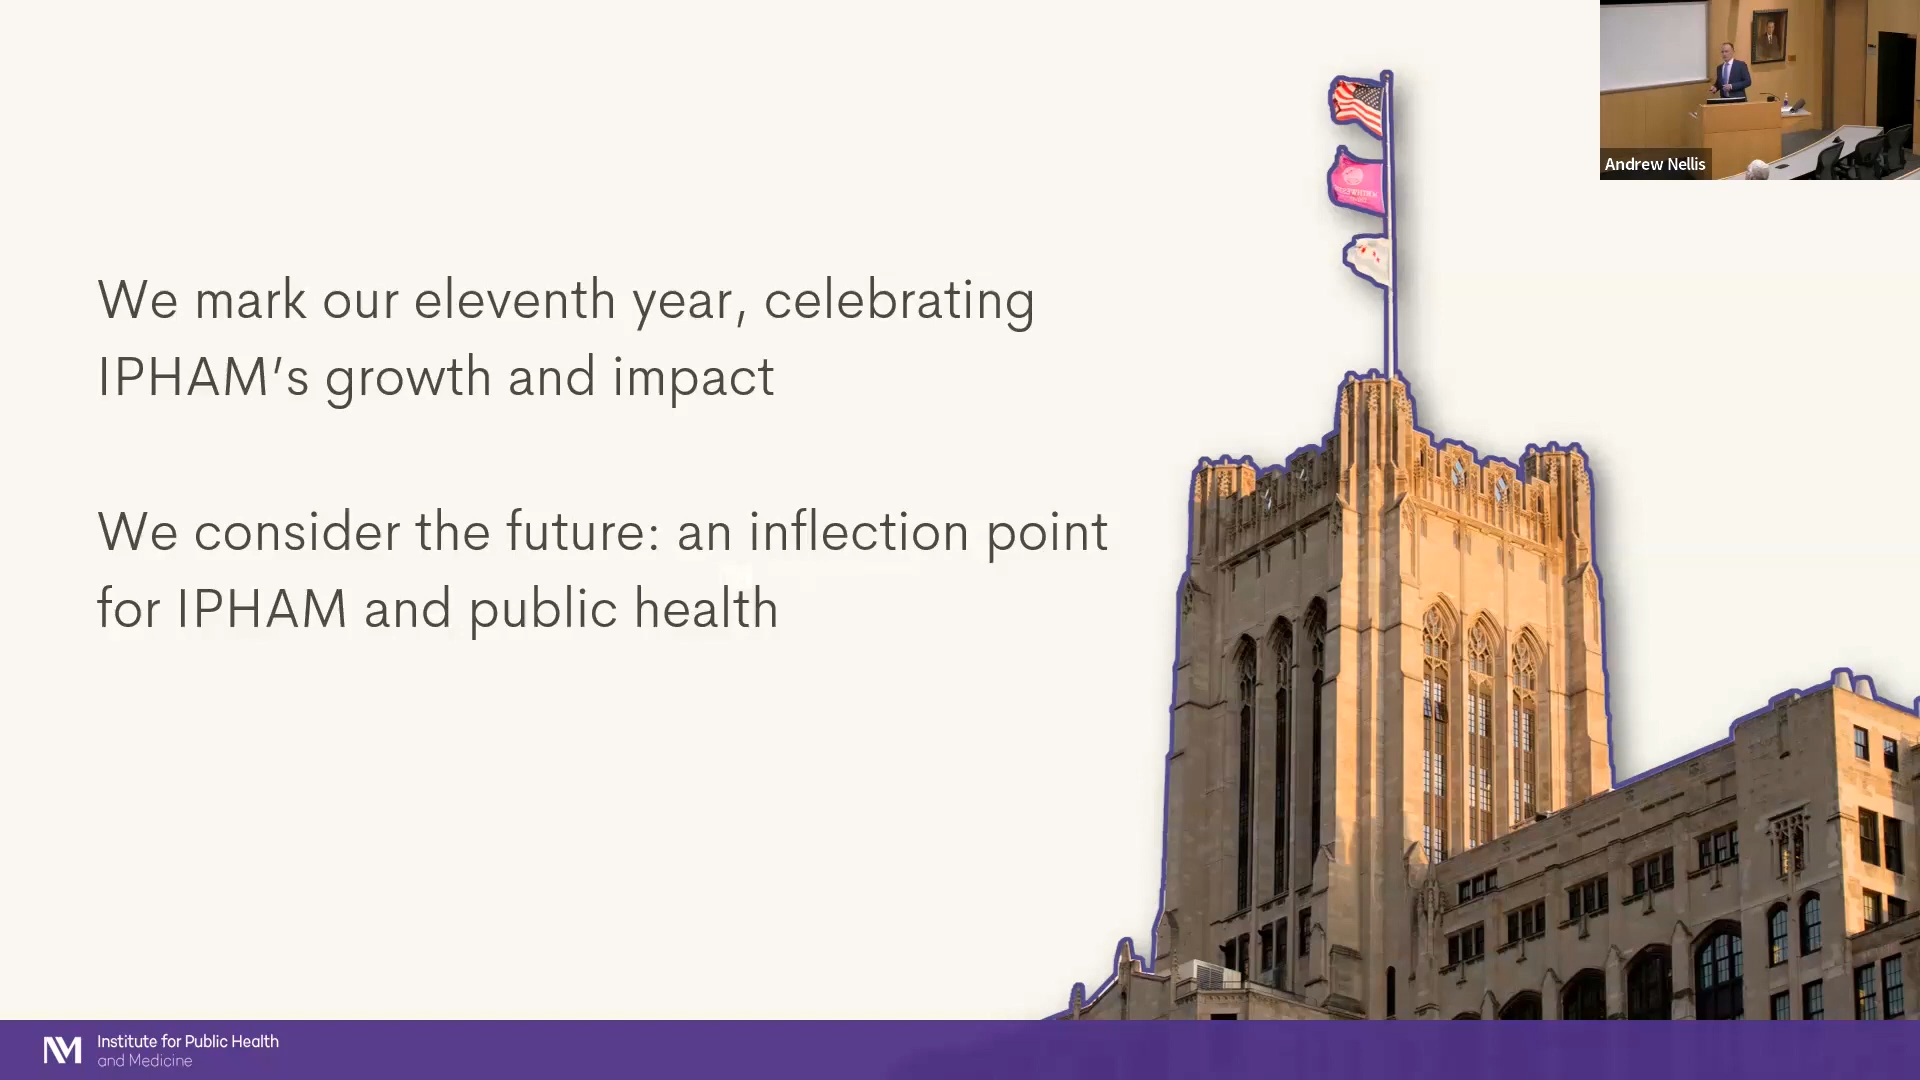 Andrew Nellis
We mark our eleventh year, celebrating
IPHAM’s growth and impact
We consider the future: an inflection point
for IPHAM and public health
NM
Institute for Public Health
and Medicine